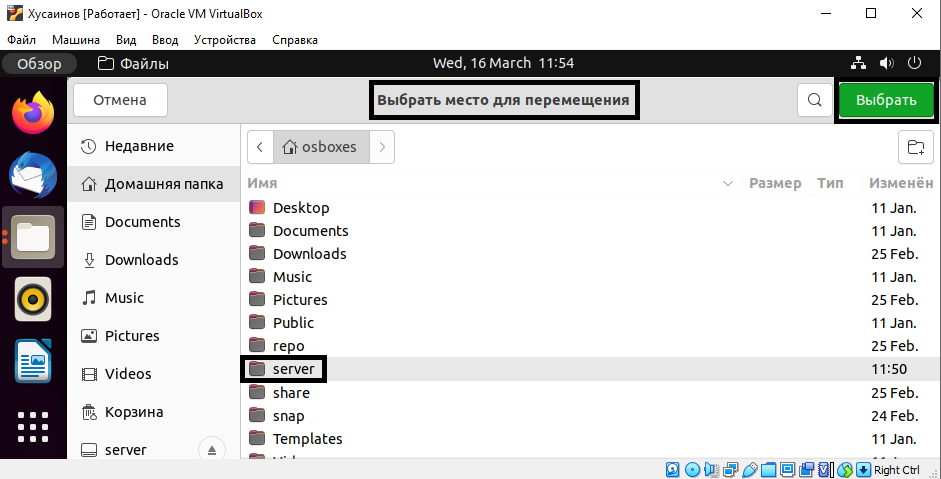 Хусаинов [Работает] - Oracle VM VirtualBox
Файл Машина Вид Ввод Устройства Справка
Обзор Файлы Wed, 16 March 11:54
Отмена Выбрать место для перемещения Выбрать
Недавние
Домашняя папка
Documents
Downloads
Music
Pictures
Videos
Корзина
server
osboxes
Имя Размер Тип Изменён
Desktop 11 Jan.
Documents 11 Jan.
Downloads 25 Feb.
Music 11 Jan.
Pictures 25 Feb.
Public 11 Jan.
repo 25 Feb.
server 11:50
share 25 Feb.
snap 24 Feb.
Templates 11 Jan.
Right Ctrl